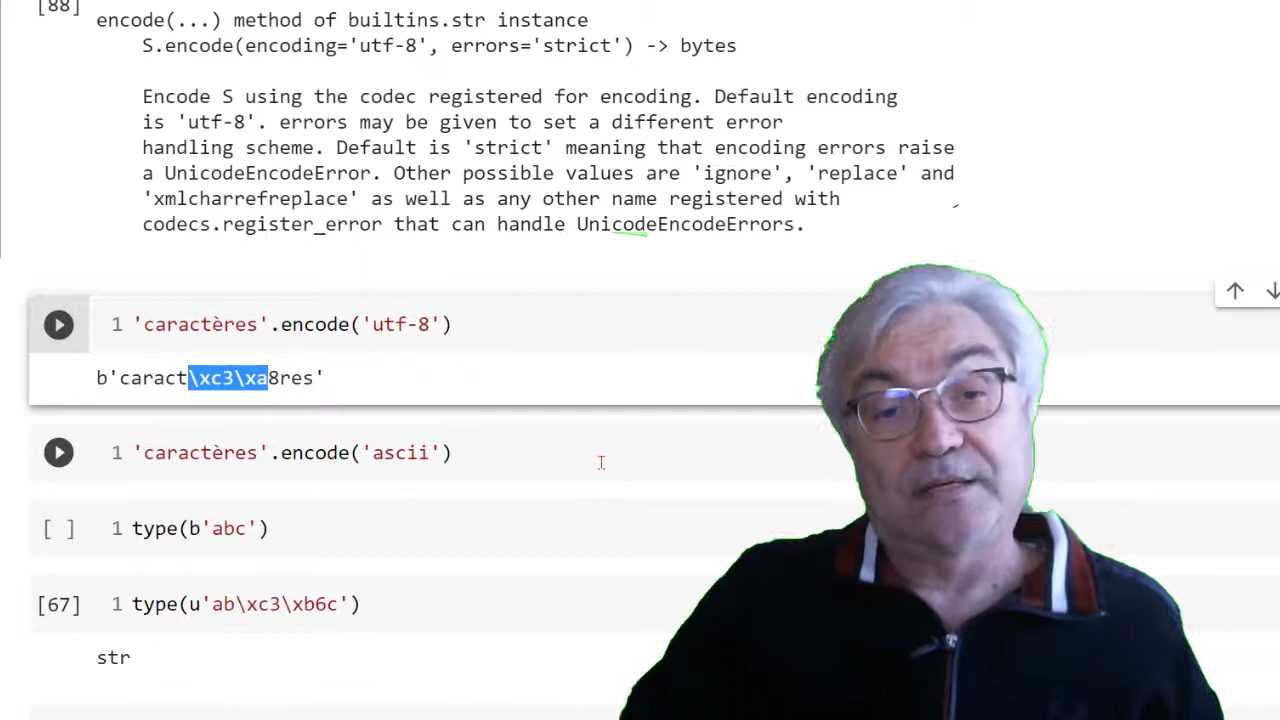 [88]
encode(...) method of builtins.str instance
S.encode(encoding='utf-8', errors='strict') -> bytes
Encode S using the codec registered for encoding. Default encoding
is 'utf-8'. errors may be given to set a different error
handling scheme. Default is 'strict' meaning that encoding errors raise
a UnicodeEncodeError. Other possible values are 'ignore', 'replace' and
'xmlcharrefreplace' as well as any other name registered with
codecs.register_error that can handle UnicodeEncodeErrors.
1 'caractères'.encode('utf-8')
b'caract\xc3\xa8res'
1 'caractères'.encode('ascii')
[ ] 1 type(b'abc')
[67] 1 type(u'ab\xc3\xb6c')
str